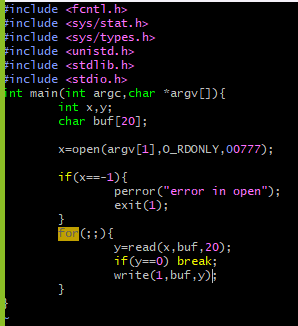 #include <fcntl.h>
#include <sys/stat.h>
#include <sys/types.h>
#include <unistd.h>
#include <stdlib.h>
#include <stdio.h>
int main(int argc,char *argv[]){
        int x,y;
        char buf[20];

        x=open(argv[1],O_RDONLY,00777);

        if(x==-1){
                perror("error in open");
                exit(1);
        }
        for(;;){
                y=read(x,buf,20);
                if(y==0) break;
                write(1,buf,y);
        }
}
~